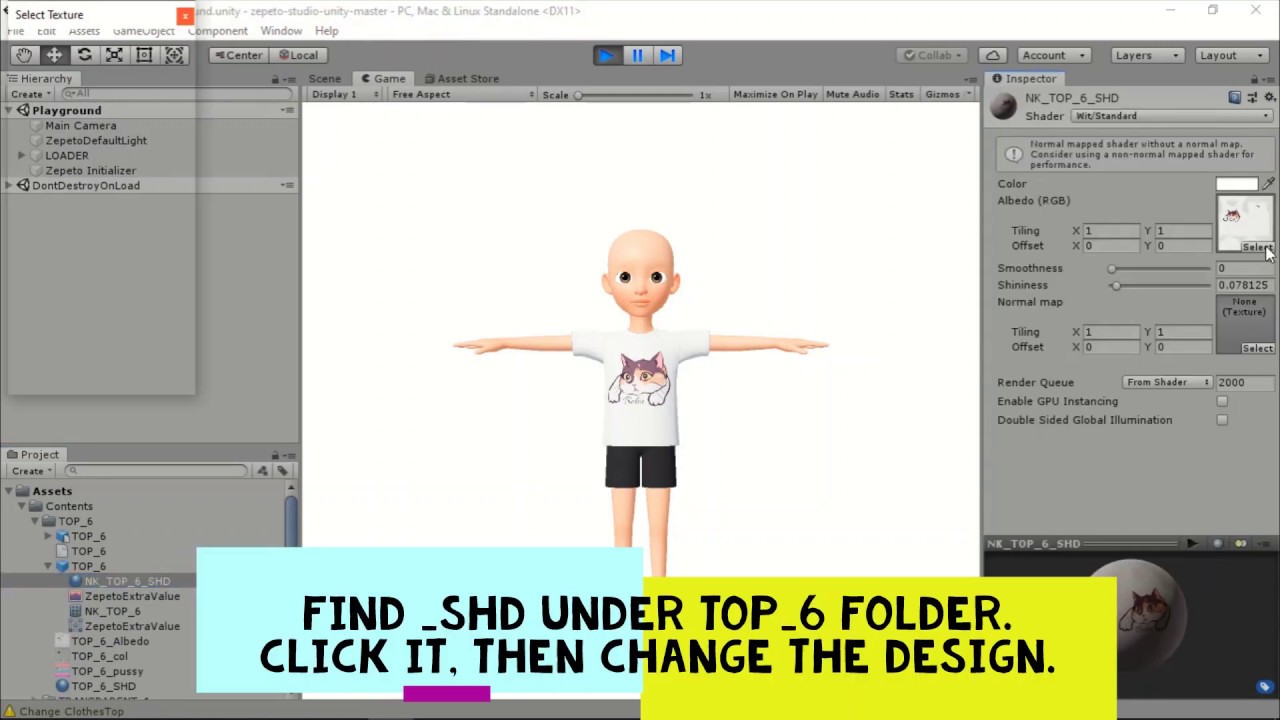 Select Texture
x
und.unity - zepeto-studio-unity-master - PC, Mac & Linux Standalone <DX11>
File Edit Assets GameObject Component Window Help
Center Local Collab Account Layers Layout
Hierarchy
Create All
Playground
Main Camera
ZepetoDefaultLight
LOADER
Zepeto Initializer
DontDestroyOnLoad
Scene Game Asset Store
Display 1 Free Aspect Scale 1x Maximize On Play Mute Audio Stats Gizmos
Inspector
NK_TOP_6_SHD
Shader Wit/Standard
Normal mapped shader without a normal map.
Consider using a non-normal mapped shader for
performance.
Color
Albedo (RGB)
Tiling X 1 Y 1
Offset X 0 Y 0
Select
Smoothness 0
Shininess 0.078125
Normal map
None
(Texture)
Tiling X 1 Y 1
Offset X 0 Y 0
Select
Render Queue From Shader 2000
Enable GPU Instancing
Double Sided Global Illumination
Project
Create
Assets
Contents
TOP_6
TOP_6
TOP_6
TOP_6
NK_TOP_6_SHD
ZepetoExtraValue
NK_TOP_6
ZepetoExtraValue
TOP_6_Albedo
TOP_6_col
TOP_6_pussy
TOP_6_SHD
NK_TOP_6_SHD
FIND _SHD UNDER TOP_6 FOLDER.
CLICK IT, THEN CHANGE THE DESIGN.
Change ClothesTop